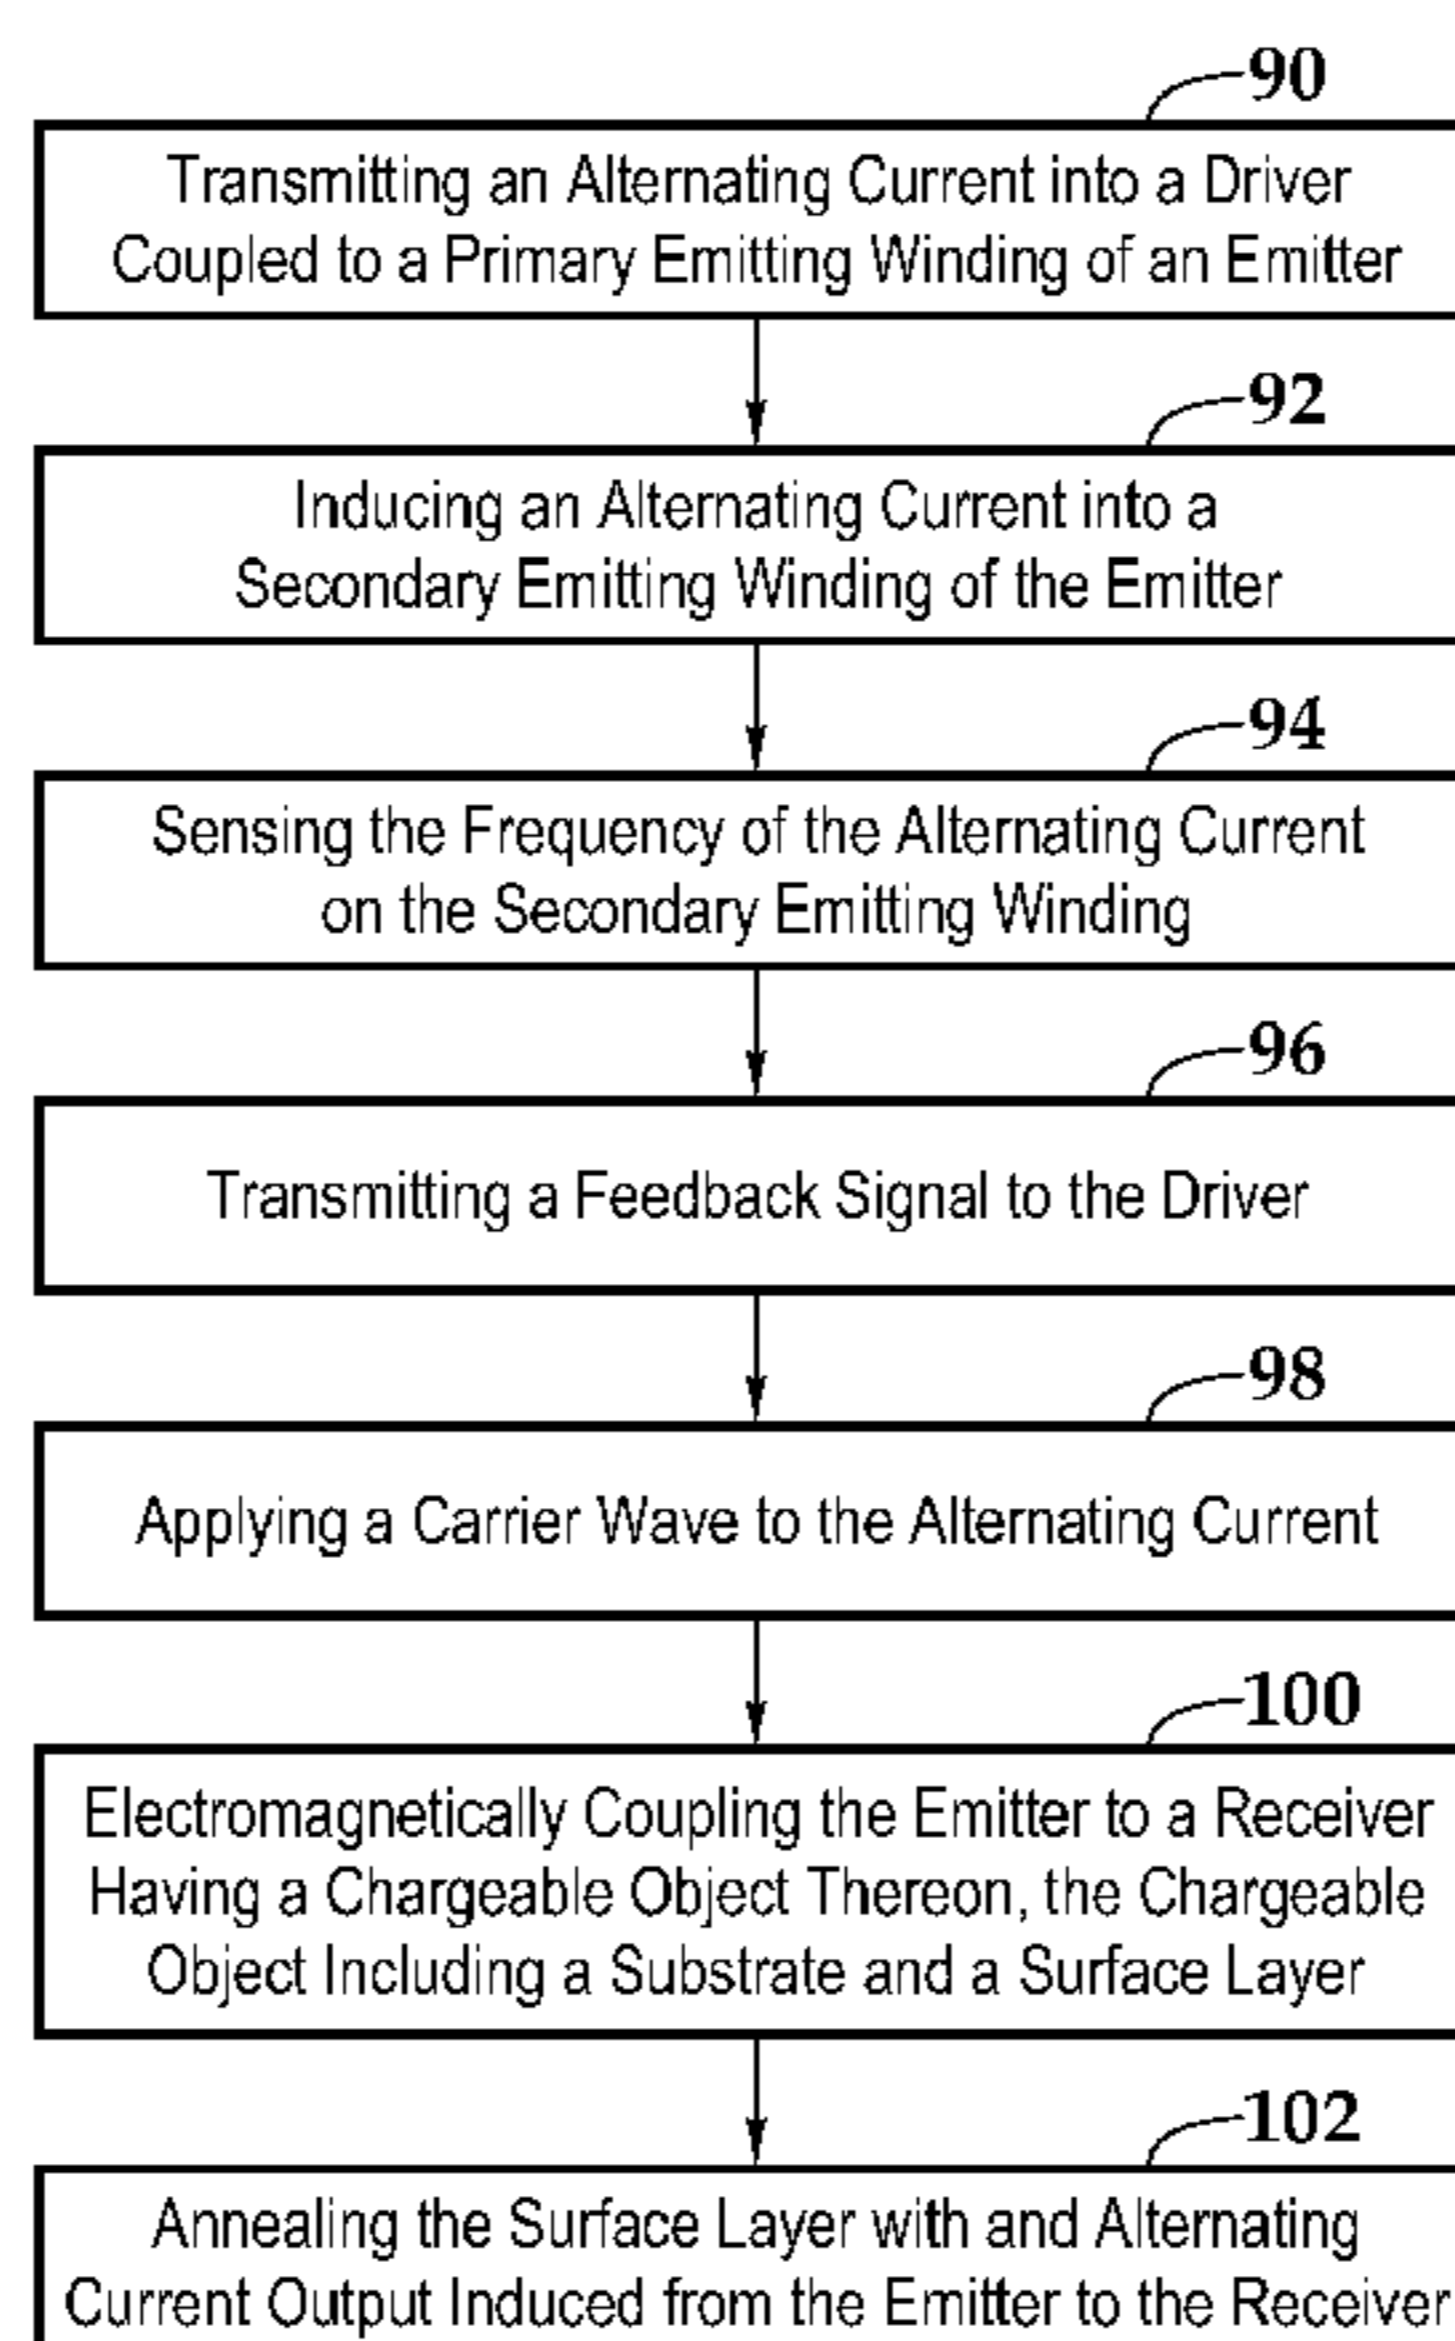 90
Transmitting an Alternating Current into a Driver
Coupled to a Primary Emitting Winding of an Emitter
92
Inducing an Alternating Current into a
Secondary Emitting Winding of the Emitter
94
Sensing the Frequency of the Alternating Current
on the Secondary Emitting Winding
96
Transmitting a Feedback Signal to the Driver
98
Applying a Carrier Wave to the Alternating Current
100
Electromagnetically Coupling the Emitter to a Receiver
Having a Chargeable Object Thereon, the Chargeable
Object Including a Substrate and a Surface Layer
102
Annealing the Surface Layer with and Alternating
Current Output Induced from the Emitter to the Receiver